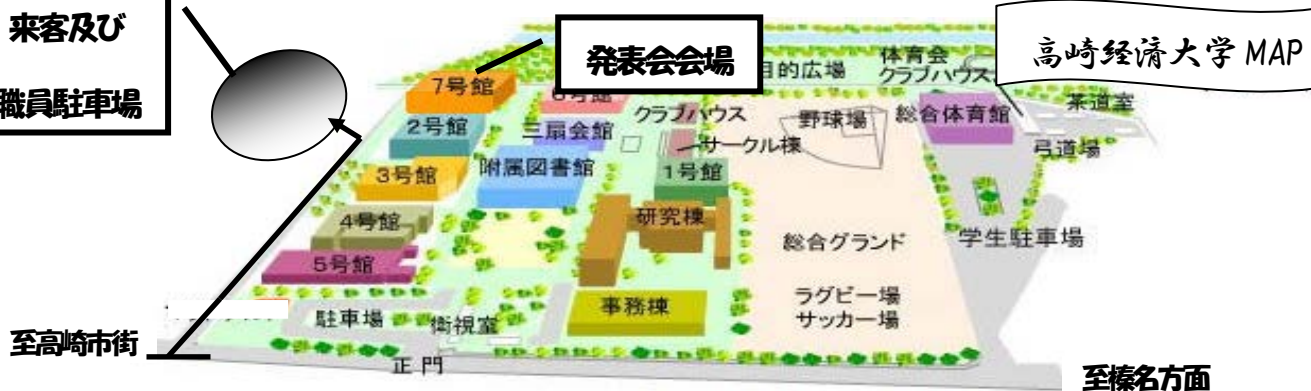 来客及び
職員駐車場
発表会会場
高崎経済大学 MAP
7号館
6号館
2号館
三扇会館
3号館
附属図書館
4号館
5号館
クラブハウス
サークル棟
1号館
研究棟
事務棟
目的広場
体育会
クラブハウス
野球場
総合体育館
茶道室
弓道場
学生駐車場
総合グランド
ラグビー場
サッカー場
駐車場
衛視室
正門
至高崎市街
至榛名方面